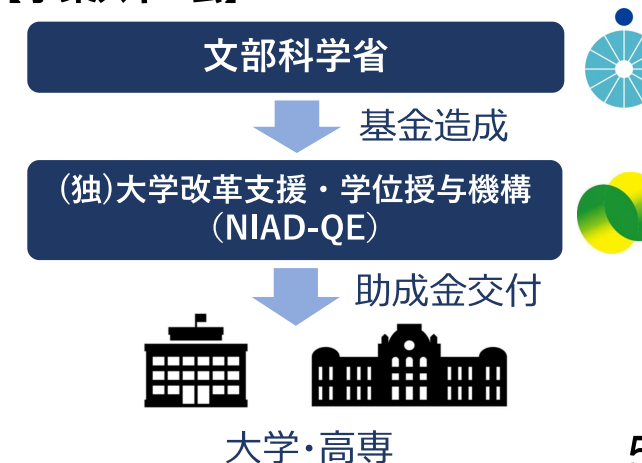 文部科学省
基金造成
(独)大学改革支援・学位授与機構
(NIAD-QE)
助成金交付
大学・高専